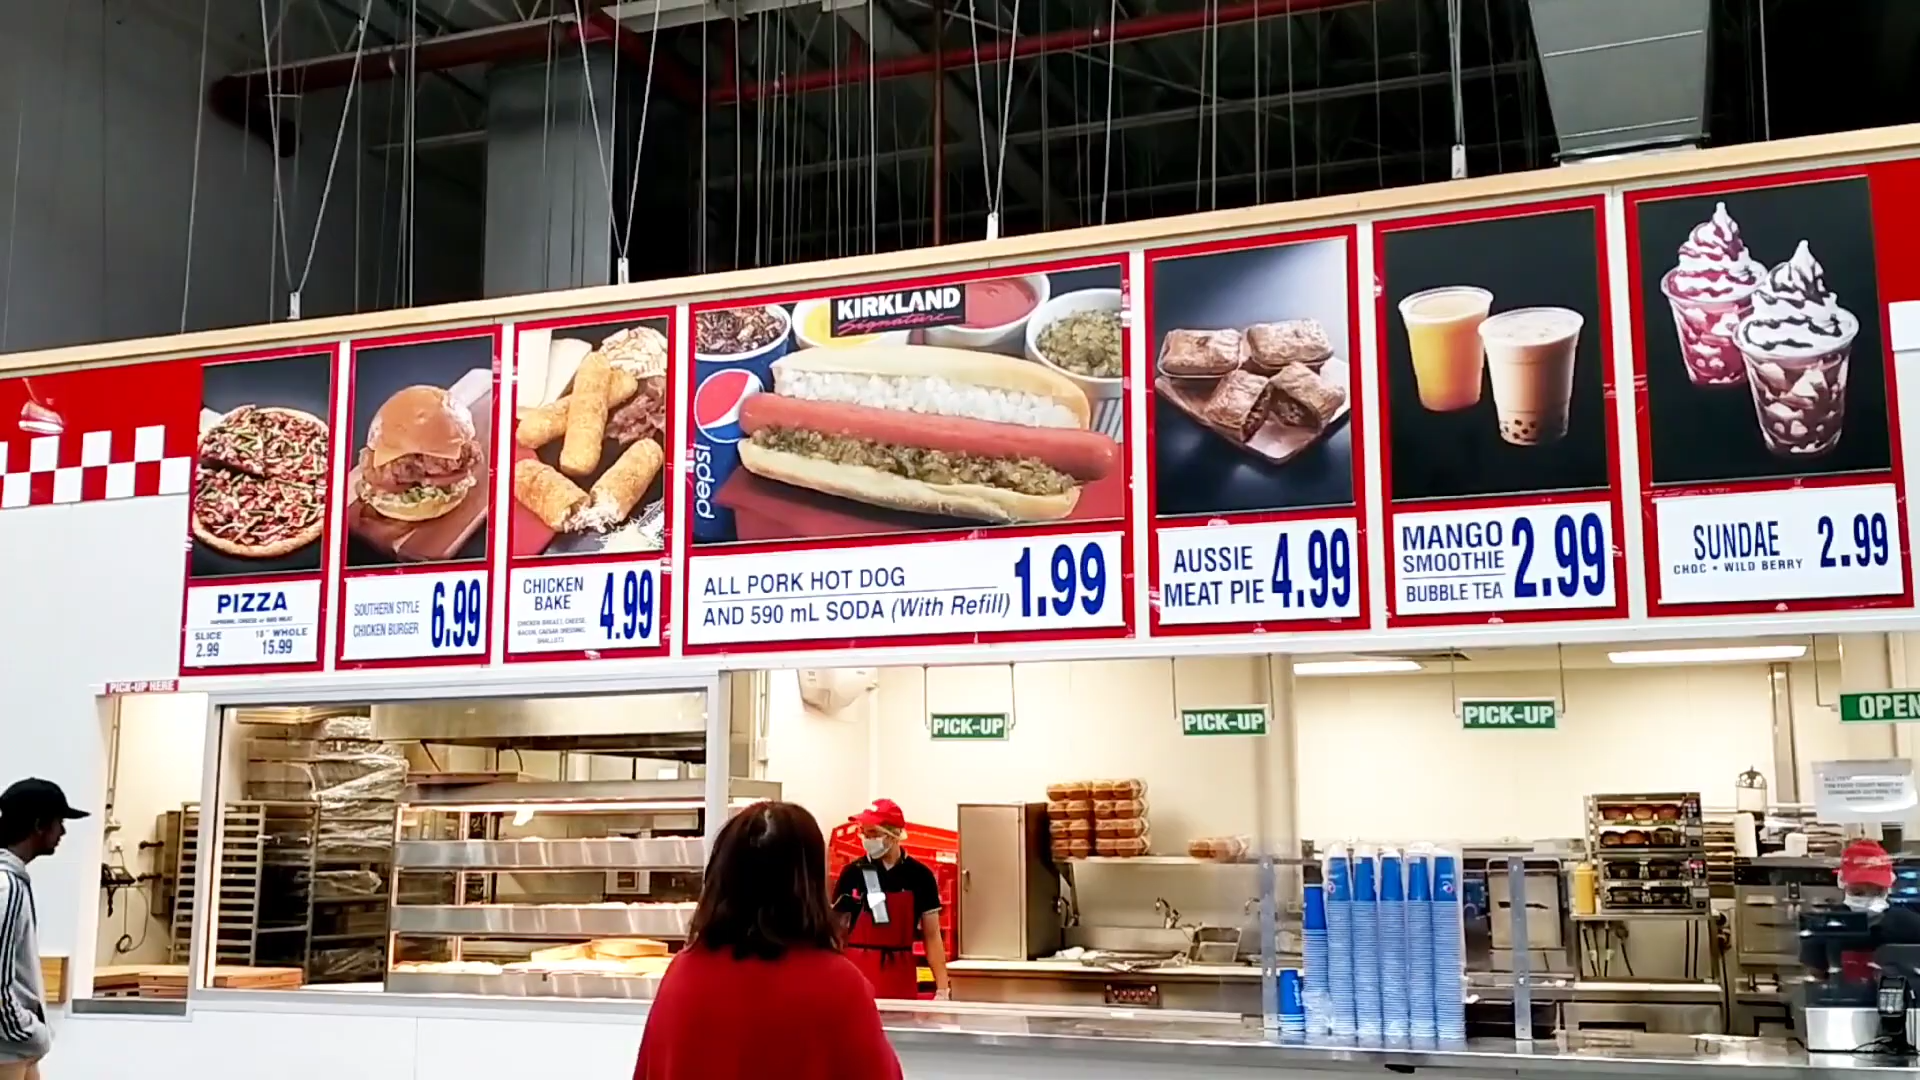 KIRKLAND
Signature
pepsi
PIZZA
SLICE
2.99
18" WHOLE
15.99
SOUTHERN STYLE
CHICKEN BURGER
6.99
CHICKEN
BAKE
4.99
ALL PORK HOT DOG
AND 590 mL SODA (With Refill)
1.99
AUSSIE
MEAT PIE
4.99
MANGO
SMOOTHIE
BUBBLE TEA
2.99
SUNDAE
CHOC • WILD BERRY
2.99
PICK-UP HERE
PICK-UP
PICK-UP
PICK-UP
OPEN